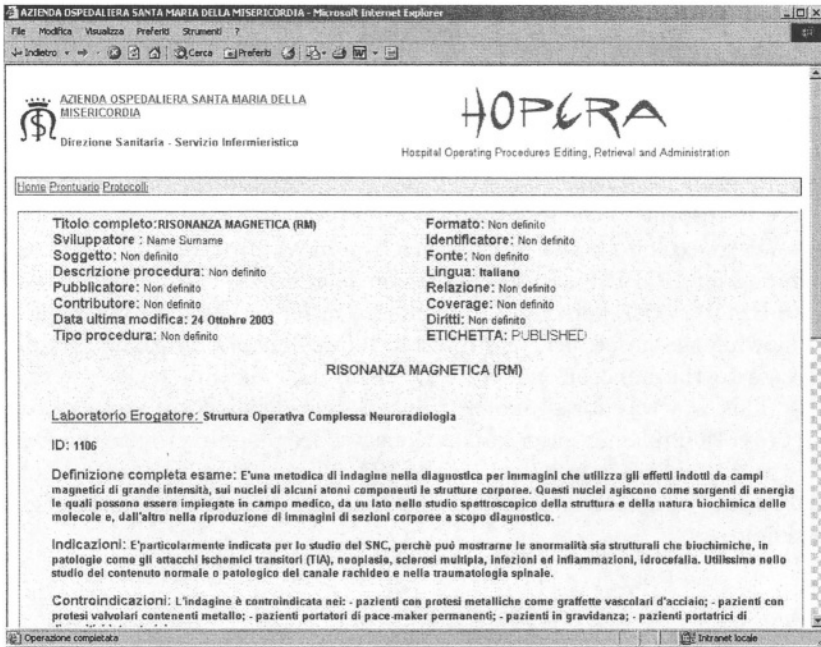 AZIENDA OSPEDALIERA SANTA MARIA DELLA MISERICORDIA - Microsoft Internet Explorer
File Modifica Visualizza Preferiti Strumenti ?
Indietro Cerca Preferiti
AZIENDA OSPEDALIERA SANTA MARIA DELLA
MISERICORDIA
Direzione Sanitaria - Servizio Infermieristico
HOPERA
Hospital Operating Procedures Editing, Retrieval and Administration
Home Prontuario Protocolli
Titolo completo:RISONANZA MAGNETICA (RM)
Sviluppatore : Name Surname
Soggetto: Non definito
Descrizione procedura: Non definito
Pubblicatore: Non definito
Contributore: Non definito
Data ultima modifica: 24 Ottobre 2003
Tipo procedura: Non definito
Formato: Non definito
Identificatore: Non definito
Fonte: Non definito
Lingua: Italiano
Relazione: Non definito
Coverage: Non definito
Diritti: Non definito
ETICHETTA: PUBLISHED
RISONANZA MAGNETICA (RM)
Laboratorio Erogatore: Struttura Operativa Complessa Neuroradiologia
ID: 1106
Definizione completa esame: E'una metodica di indagine nella diagnostica per immagini che utilizza gli effetti indotti da campi
magnetici di grande intensità, sui nuclei di alcuni atomi componenti le strutture corporee. Questi nuclei agiscono come sorgenti di energia
le quali possono essere impiegate in campo medico, da un lato nello studio spettroscopico della struttura e della natura biochimica delle
molecole e, dall'altro nella riproduzione di immagini di sezioni corporee a scopo diagnostico.
Indicazioni: E'particolarmente indicata per lo studio del SNC, perchè può mostrarne le anormalità sia strutturali che biochimiche, in
patologie come gli attacchi ischemici transitori (TIA), neoplasie, sclerosi multipla, infezioni ed infiammazioni, idrocefalia. Utilissima nello
studio del contenuto normale o patologico del canale rachideo e nella traumatologia spinale.
Controindicazioni: L'indagine è controindicata nei: - pazienti con protesi metalliche come graffette vascolari d'acciaio; - pazienti con
protesi valvolari contenenti metallo; - pazienti portatori di pace-maker permanenti; - pazienti in gravidanza; - pazienti portatrici di
Operazione completata
Intranet locale